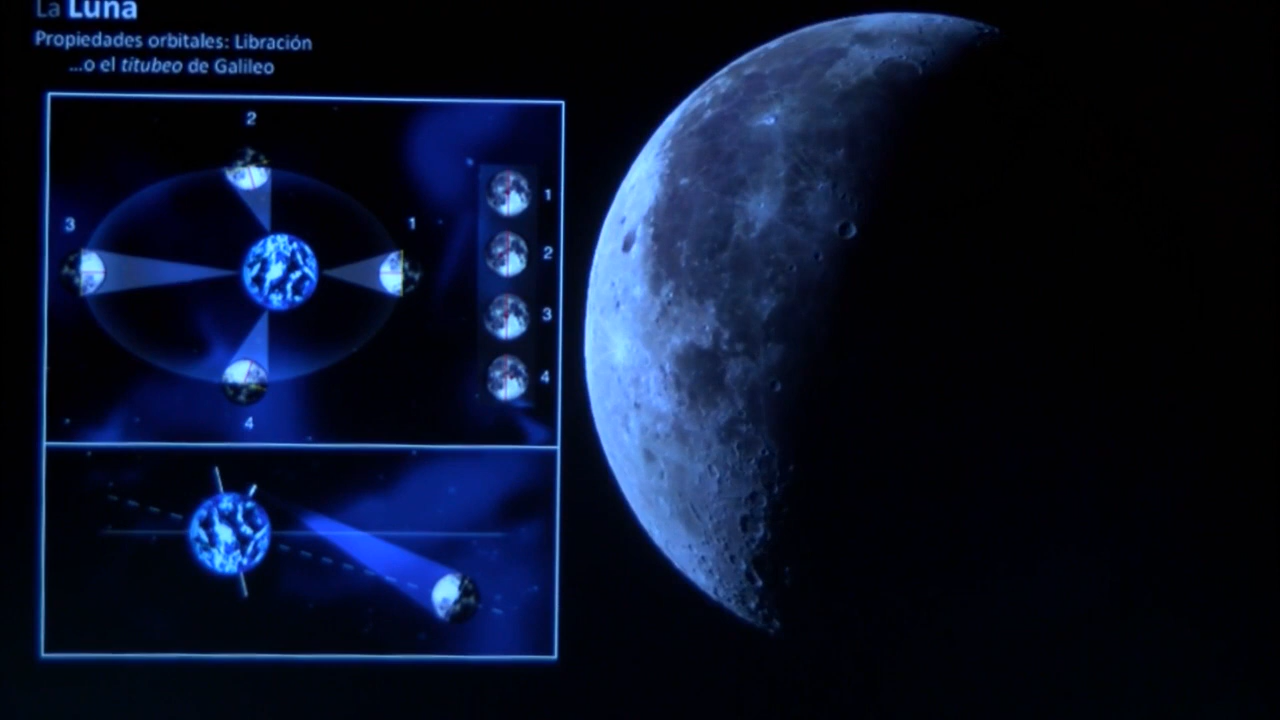 La Luna
Propiedades orbitales: Libración
...o el titubeo de Galileo
2
3
1
4
1
2
3
4